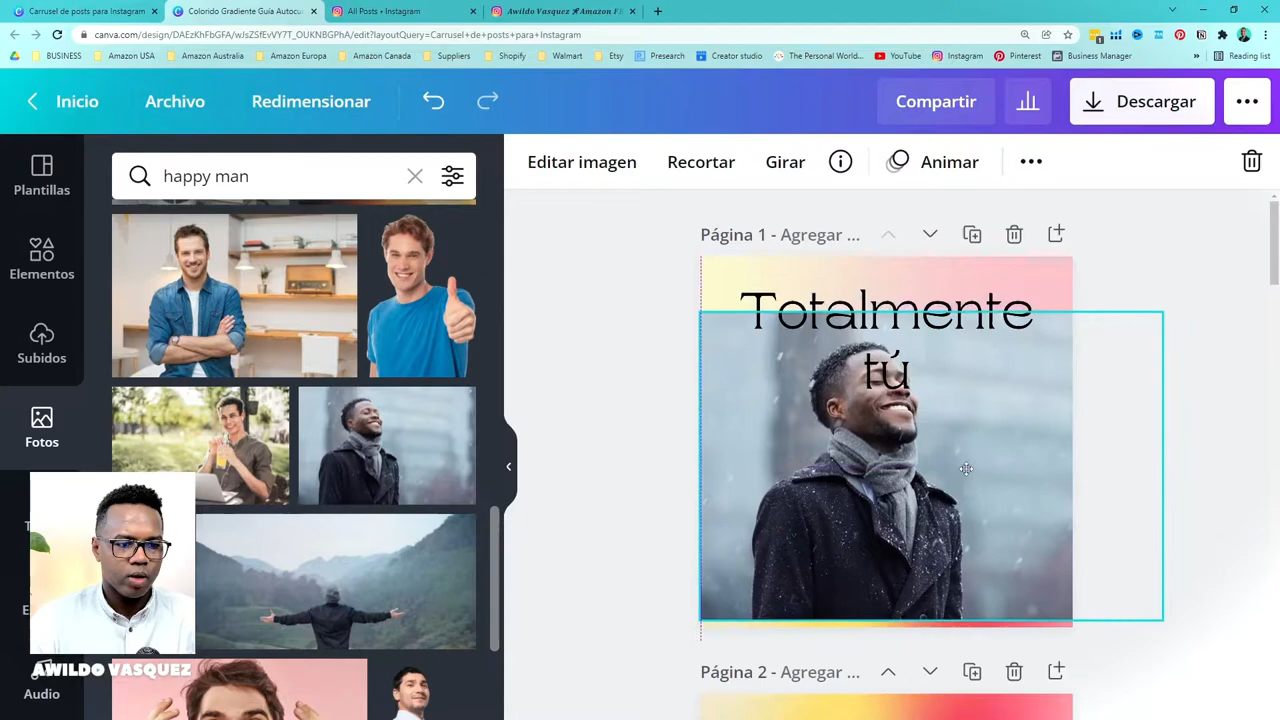 Carrusel de posts para Instagram
Colorido Gradiente Guía Autocu
All Posts • Instagram
Awildo Vasquez
Amazon FB
canva.com/design/DAEzKhFbGFA/wJsZSfEvVY7T_OUKNBGPhA/edit?layoutQuery=Carrusel+de+posts+para+Instagram
BUSINESS
Amazon USA
Amazon Australia
Amazon Europa
Amazon Canada
Suppliers
Shopify
Walmart
Etsy
Presearch
Creator studio
The Personal World...
YouTube
Instagram
Pinterest
Business Manager
»
Reading list
Inicio
Archivo
Redimensionar
Compartir
Descargar
Plantillas
Elementos
Subidos
Fotos
Audio
happy man
Editar imagen
Recortar
Girar
Animar
Página 1 - Agregar ...
Totalmente
tú
Página 2 - Agregar ...
AWILDO VASQUEZ